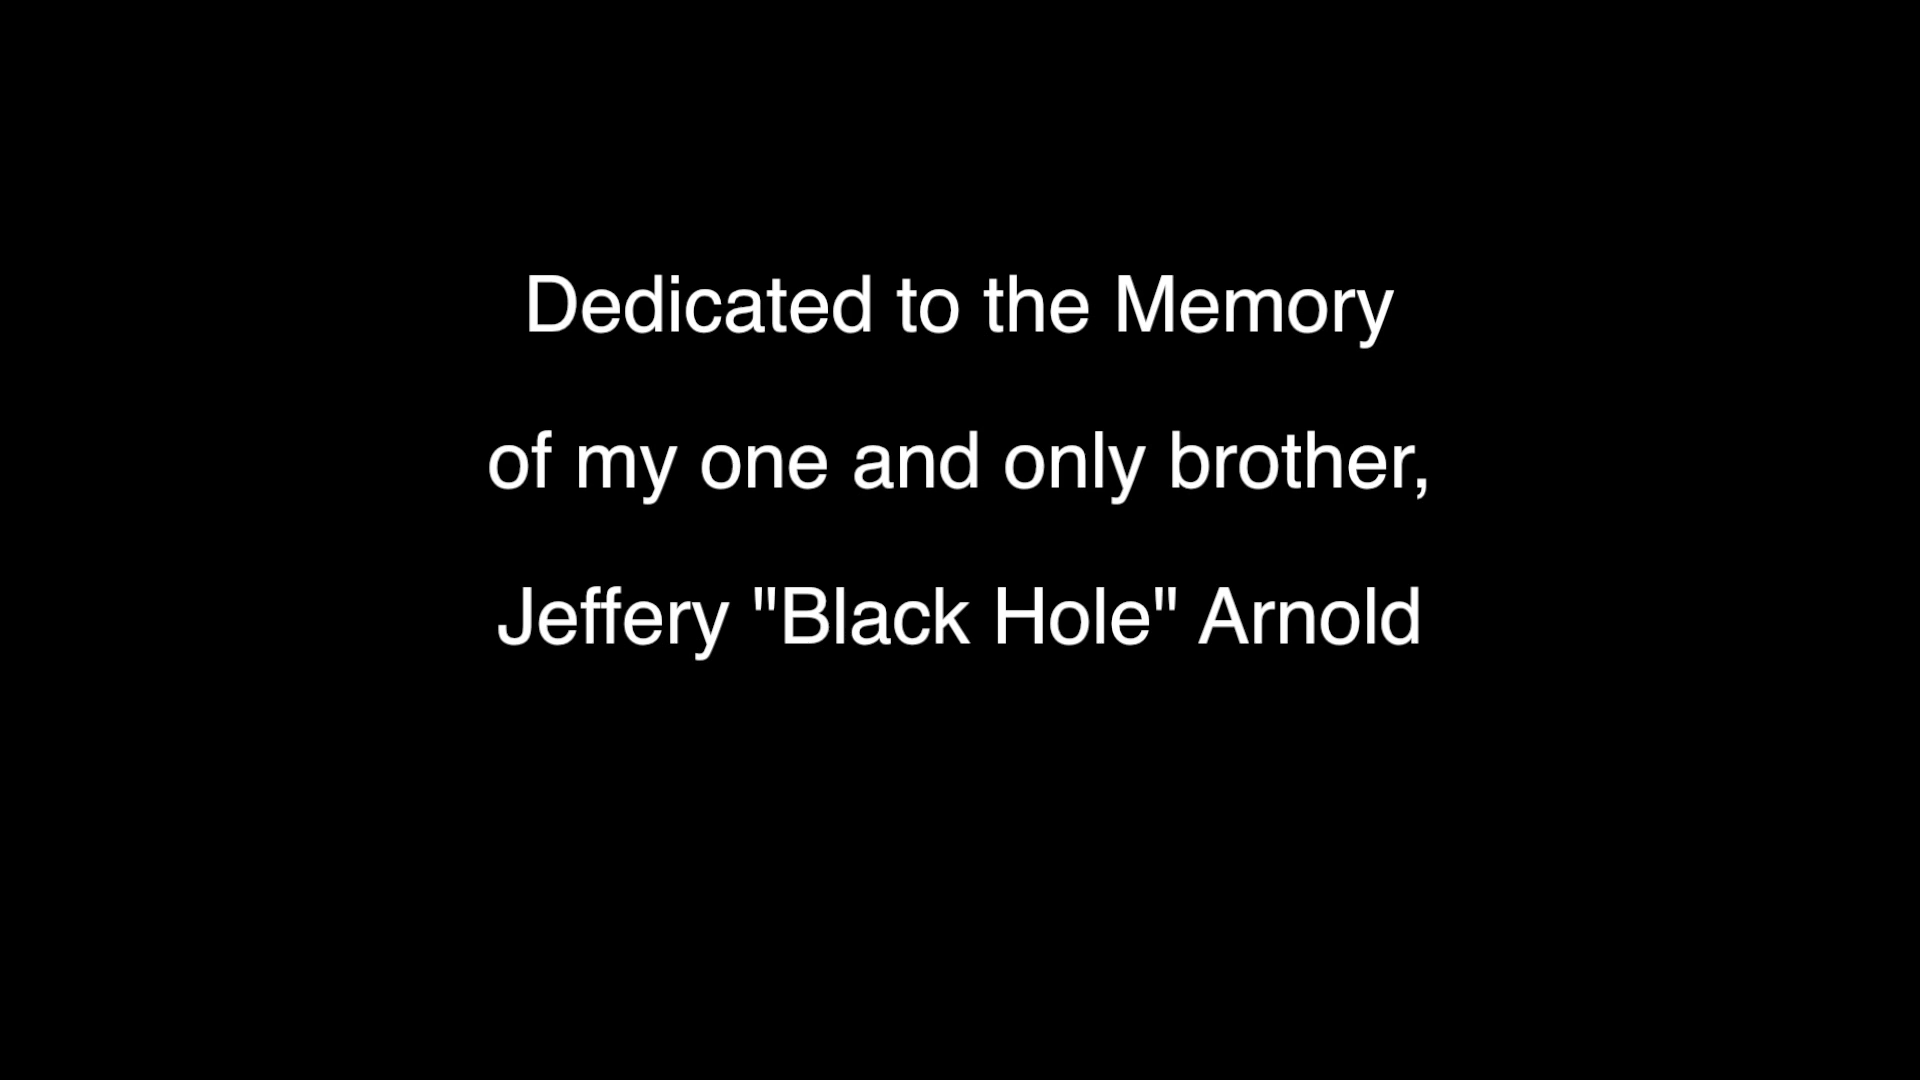 Dedicated to the Memory
of my one and only brother,
Jeffery "Black Hole" Arnold